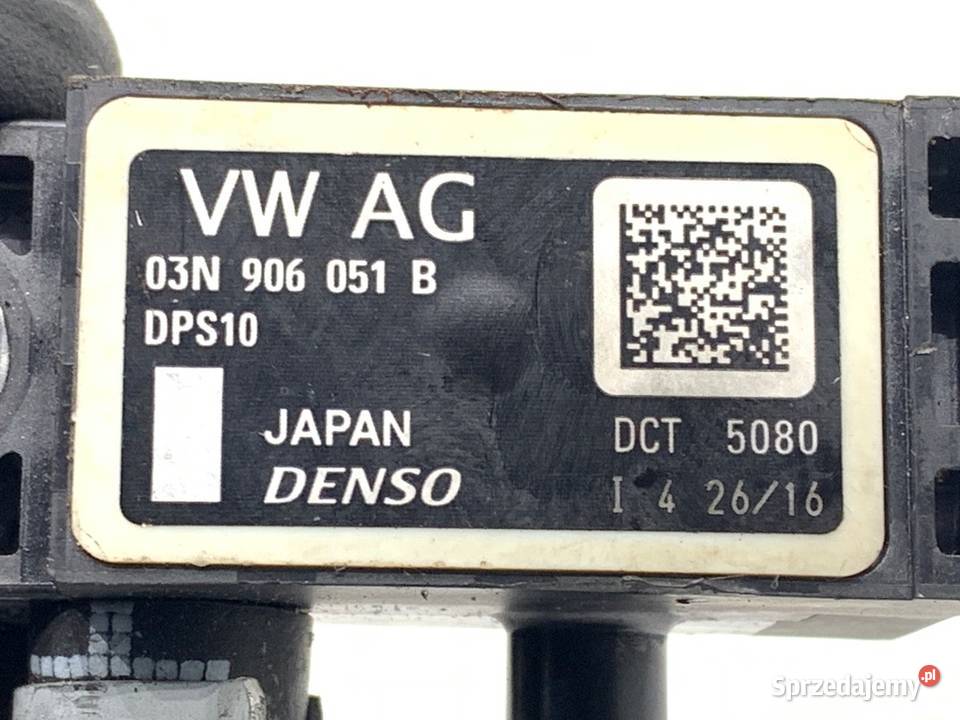 VW AG
03N 906 051 B
DPS10
JAPAN
DENSO
DCT 5080
I 4 26/16
Sprzedajemy.pl